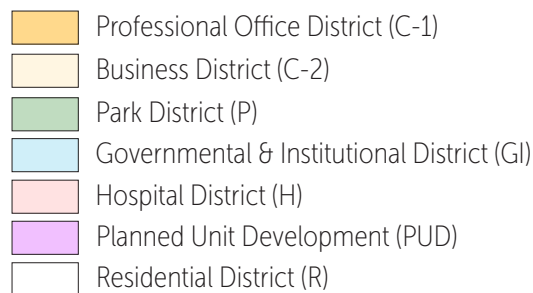 Professional Office District (C-1)
Business District (C-2)
Park District (P)
Governmental & Institutional District (GI)
Hospital District (H)
Planned Unit Development (PUD)
Residential District (R)